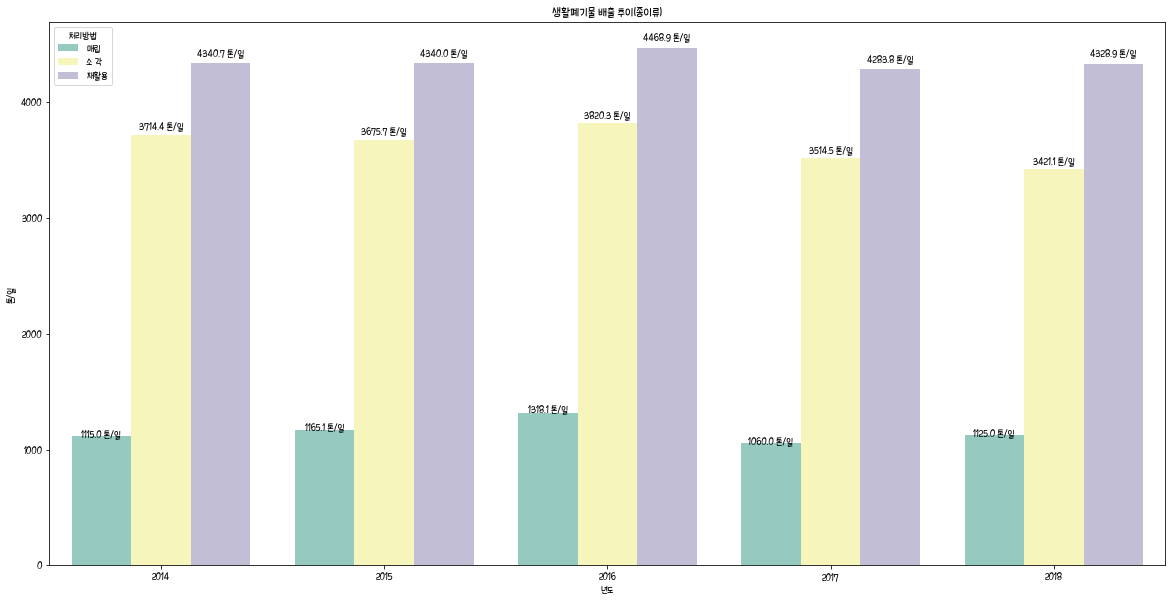 생활폐기물 배출 추이(종이류)
처리방법
매립
소 각
재활용
4340.7 톤/일
4340.0 톤/일
4468.9 톤/일
4283.8 톤/일
4328.9 톤/일
3714.4 톤/일
3675.7 톤/일
3820.3 톤/일
3514.5 톤/일
3421.1 톤/일
1115.0 톤/일
1165.1 톤/일
1318.1 톤/일
1060.0 톤/일
1125.0 톤/일
4000
3000
2000
1000
0
톤/일
2014
2015
2016
2017
2018
년도